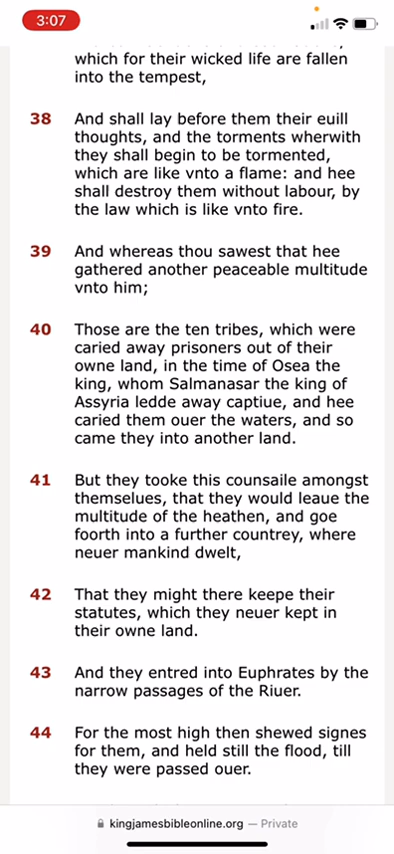 3:07
which for their wicked life are fallen
into the tempest,
38 And shall lay before them their euill
thoughts, and the torments wherwith
they shall begin to be tormented,
which are like vnto a flame: and hee
shall destroy them without labour, by
the law which is like vnto fire.
39 And whereas thou sawest that hee
gathered another peaceable multitude
vnto him;
40 Those are the ten tribes, which were
caried away prisoners out of their
owne land, in the time of Osea the
king, whom Salmanasar the king of
Assyria ledde away captiue, and hee
caried them ouer the waters, and so
came they into another land.
41 But they tooke this counsaile amongst
themselues, that they would leaue the
multitude of the heathen, and goe
foorth into a further countrey, where
neuer mankind dwelt,
42 That they might there keepe their
statutes, which they neuer kept in
their owne land.
43 And they entred into Euphrates by the
narrow passages of the Riuer.
44 For the most high then shewed signes
for them, and held still the flood, till
they were passed ouer.
kingjamesbibleonline.org — Private